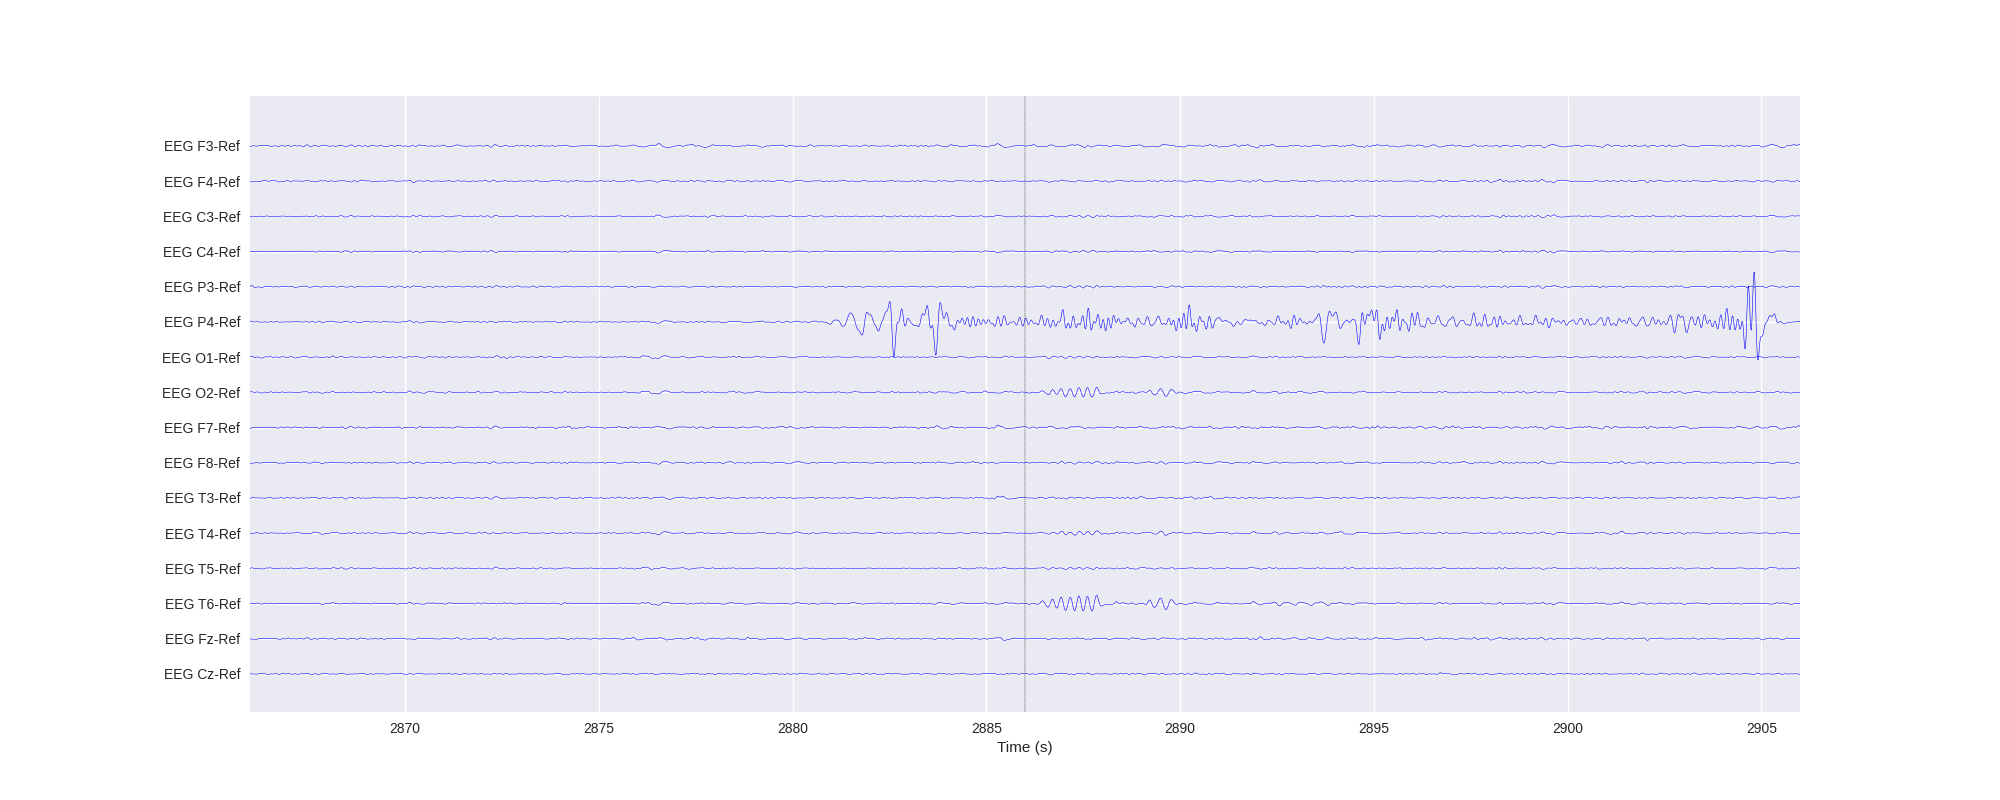 EEG F3-Ref
EEG F4-Ref
EEG C3-Ref
EEG C4-Ref
EEG P3-Ref
EEG P4-Ref
EEG O1-Ref
EEG O2-Ref
EEG F7-Ref
EEG F8-Ref
EEG T3-Ref
EEG T4-Ref
EEG T5-Ref
EEG T6-Ref
EEG Fz-Ref
EEG Cz-Ref
2870 2875 2880 2885 2890 2895 2900 2905
Time (s)